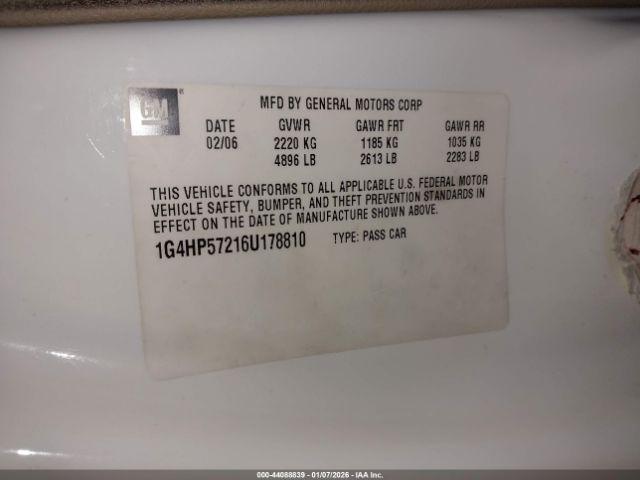 GM
MFD BY GENERAL MOTORS CORP
DATE GVWR GAWR FRT GAWR RR
02/06 2220 KG 1185 KG 1035 KG
4896 LB 2613 LB 2283 LB
THIS VEHICLE CONFORMS TO ALL APPLICABLE U.S. FEDERAL MOTOR
VEHICLE SAFETY, BUMPER, AND THEFT PREVENTION STANDARDS IN
EFFECT ON THE DATE OF MANUFACTURE SHOWN ABOVE.
1G4HP57216U178810 TYPE: PASS CAR
000-44088839 - 01/07/2026 - IAA Inc.